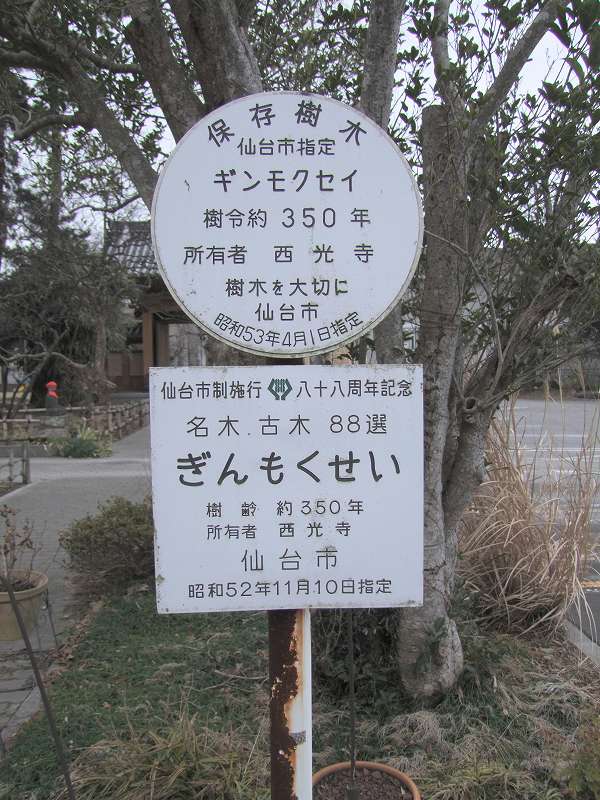 保存樹木
仙台市指定
ギンモクセイ
樹令約 350 年
所有者 西光寺
樹木を大切に
仙台市
昭和53年4月1日指定
仙台市制施行 八十八周年記念
名木．古木 88選
ぎんもくせい
樹齢 約350年
所有者 西光寺
仙台市
昭和52年11月10日指定